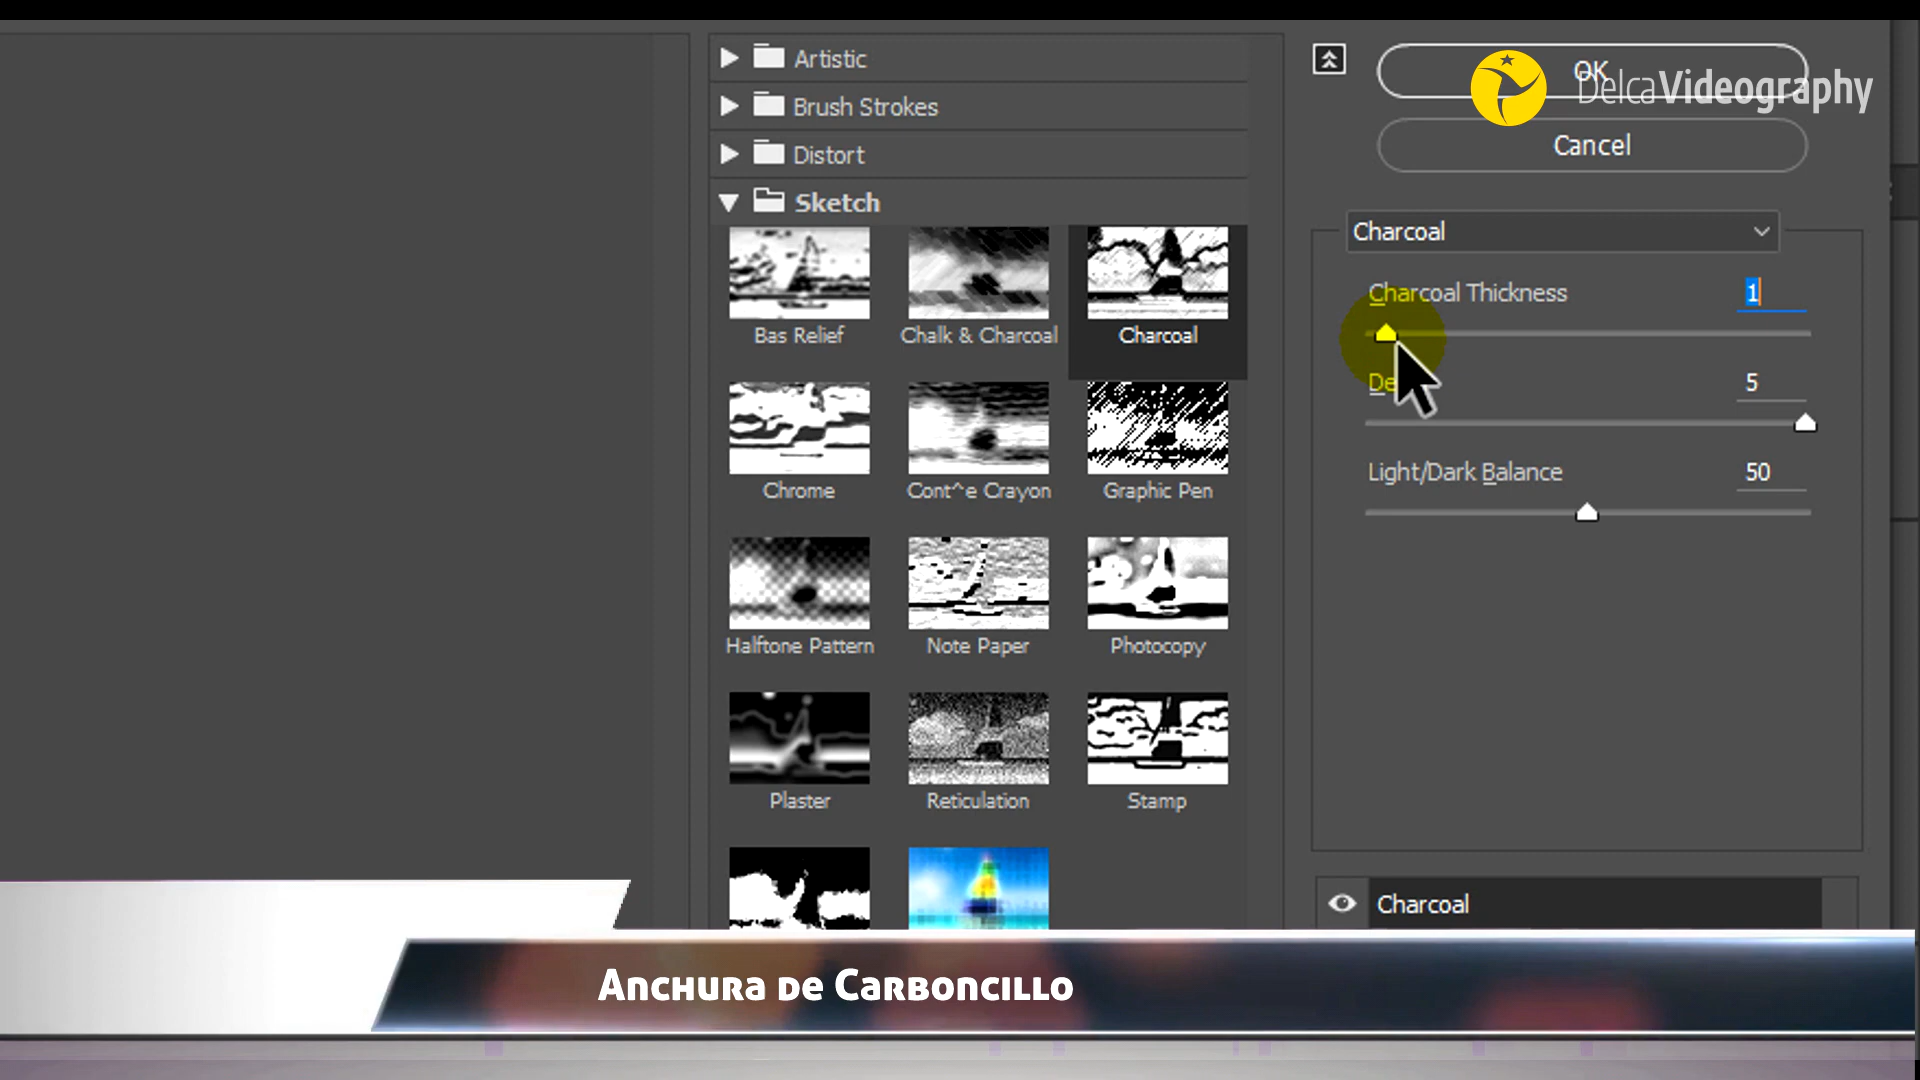 Artistic
Brush Strokes
Distort
Sketch
Bas Relief
Chalk & Charcoal
Charcoal
Chrome
Cont^e Crayon
Graphic Pen
Halftone Pattern
Note Paper
Photocopy
Plaster
Reticulation
Stamp
OK
DelcaVideography
Cancel
Charcoal
Charcoal Thickness 1
De 5
Light/Dark Balance 50
Charcoal
Anchura de Carboncillo